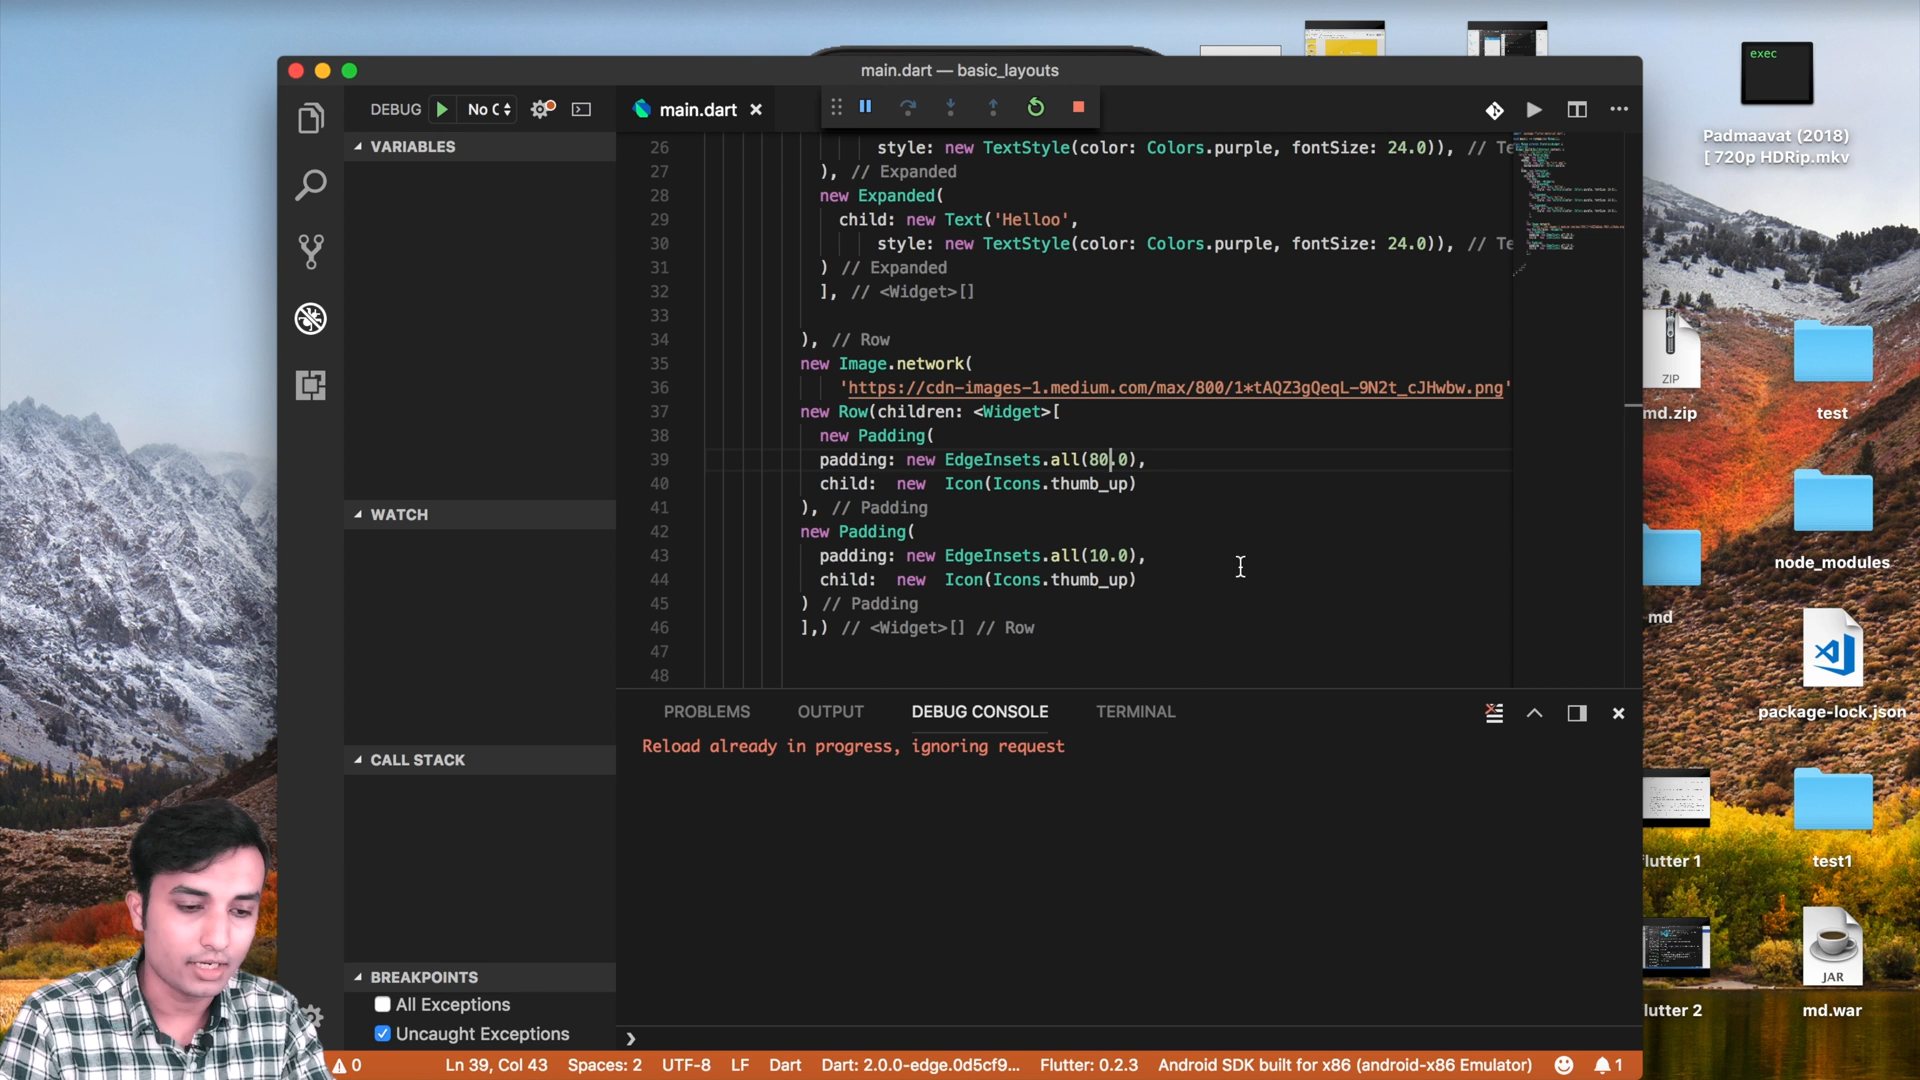 exec
Padmaavat (2018)
[ 720p HDRip.mkv
main.dart — basic_layouts
DEBUG
No C
main.dart
VARIABLES
26 style: new TextStyle(color: Colors.purple, fontSize: 24.0)), // Te
27 ), // Expanded
28 new Expanded(
29 child: new Text('Helloo',
30 style: new TextStyle(color: Colors.purple, fontSize: 24.0)), // Te
31 ) // Expanded
32 ], // <Widget>[]
33
34 ), // Row
35 new Image.network(
36 'https://cdn-images-1.medium.com/max/800/1*tAQZ3gQeqL-9N2t_cJHwbw.png'
37 new Row(children: <Widget>[
38 new Padding(
39 padding: new EdgeInsets.all(80.0),
40 child: new Icon(Icons.thumb_up)
41 ), // Padding
42 new Padding(
43 padding: new EdgeInsets.all(10.0),
44 child: new Icon(Icons.thumb_up)
45 ) // Padding
46 ],) // <Widget>[] // Row
47
48
WATCH
CALL STACK
BREAKPOINTS
All Exceptions
Uncaught Exceptions
PROBLEMS
OUTPUT
DEBUG CONSOLE
TERMINAL
Reload already in progress, ignoring request
0
Ln 39, Col 43
Spaces: 2
UTF-8
LF
Dart
Dart: 2.0.0-edge.0d5cf9...
Flutter: 0.2.3
Android SDK built for x86 (android-x86 Emulator)
1
ZIP
md.zip
test
node_modules
md
package-lock.json
lutter 1
test1
JAR
lutter 2
md.war